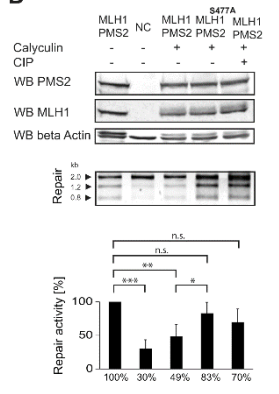 S477A
MLH1 NC MLH1 MLH1 MLH1
PMS2 PMS2 PMS2 PMS2
Calyculin - - + + +
CIP - - - - +
WB PMS2
WB MLH1
WB beta Actin
kb
2.0 ►
1.2 ►
0.8 ►
Repair
n.s.
n.s.
**
*** *
Repair activity [%]
100
50
0
100% 30% 49% 83% 70%